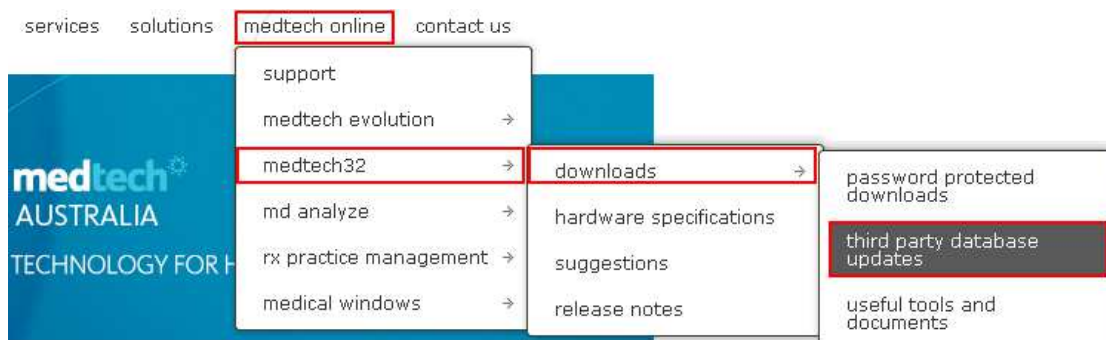 services solutions medtech online contact us
support
medtech evolution →
medtech32 →
md analyze →
rx practice management →
medical windows →
downloads →
hardware specifications
suggestions
release notes
password protected
downloads
third party database
updates
useful tools and
documents
medtech
AUSTRALIA
TECHNOLOGY FOR